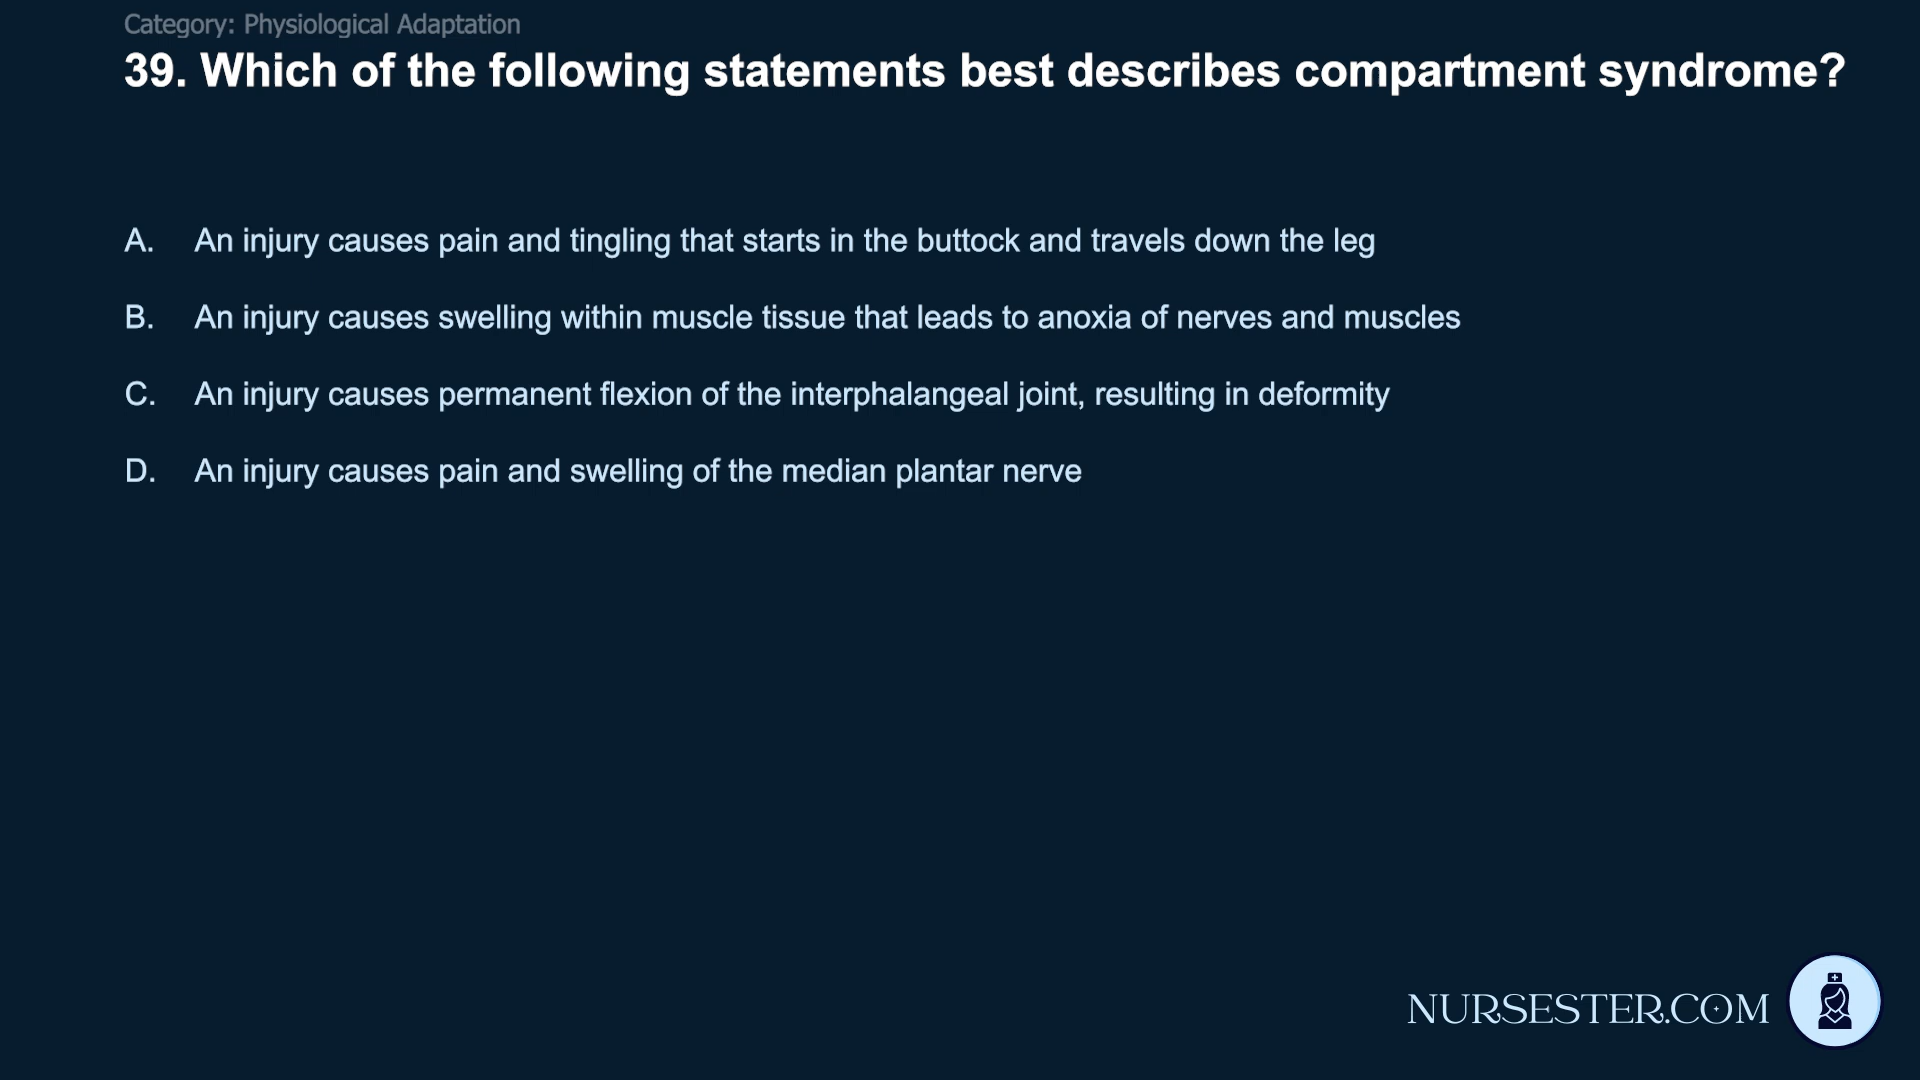 Category: Physiological Adaptation
39. Which of the following statements best describes compartment syndrome?
A. An injury causes pain and tingling that starts in the buttock and travels down the leg
B. An injury causes swelling within muscle tissue that leads to anoxia of nerves and muscles
C. An injury causes permanent flexion of the interphalangeal joint, resulting in deformity
D. An injury causes pain and swelling of the median plantar nerve
NURSESTER.COM